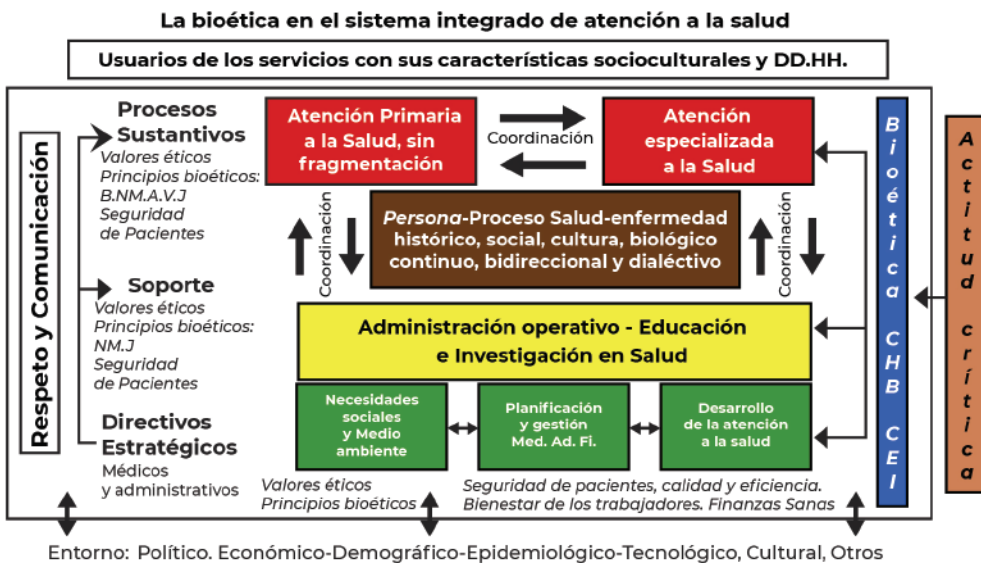 La bioética en el sistema integrado de atención a la salud
Usuarios de los servicios con sus características socioculturales y DD.HH.
Respeto y Comunicación
Procesos
Sustantivos
Valores éticos
Principios bioéticos:
B.NM.A.V.J
Seguridad
de Pacientes
Soporte
Valores éticos
Principios bioéticos:
NM.J
Seguridad
de Pacientes
Directivos
Estratégicos
Médicos
y administrativos
Atención Primaria
a la Salud, sin
fragmentación
Coordinación
Atención
especializada
a la Salud
Coordinación
Persona-Proceso Salud-enfermedad
histórico, social, cultura, biológico
continuo, bidireccional y dialéctivo
Coordinación
Administración operativo - Educación
e Investigación en Salud
Necesidades
sociales
y Medio
ambiente
Planificación
y gestión
Med. Ad. Fi.
Desarrollo
de la atención
a la salud
Valores éticos
Principios bioéticos
Seguridad de pacientes, calidad y eficiencia.
Bienestar de los trabajadores. Finanzas Sanas
Bioética CHB CEI
Actitud crítica
Entorno: Político. Económico-Demográfico-Epidemiológico-Tecnológico, Cultural, Otros